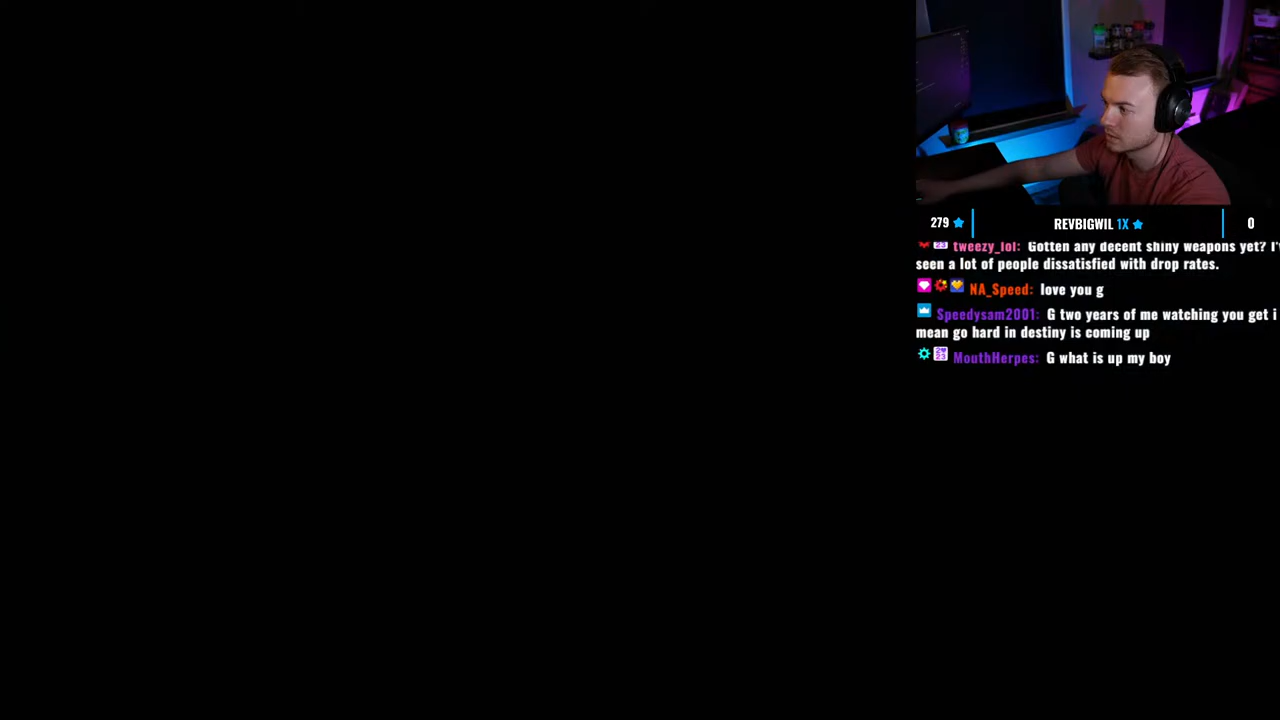 279 REVBIGWIL 1X 0
tweezy_lol: Gotten any decent shiny weapons yet? I'
seen a lot of people dissatisfied with drop rates.
NA_Speed: love you g
Speedysam2001: G two years of me watching you get i
mean go hard in destiny is coming up
MouthHerpes: G what is up my boy